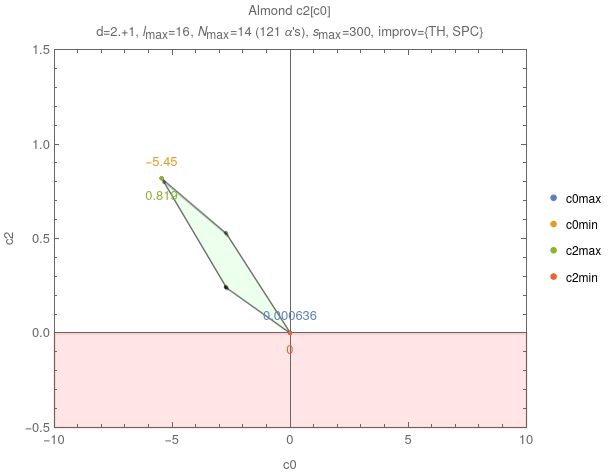 Almond c2[c0]
d=2.+1, lmax=16, Nmax=14 (121 α's), smax=300, improv={TH, SPC}
1.5
1.0
0.5
0.0
−0.5
c2
−5.45
0.819
0.000636
0
−10
−5
0
5
10
c0
c0max
c0min
c2max
c2min